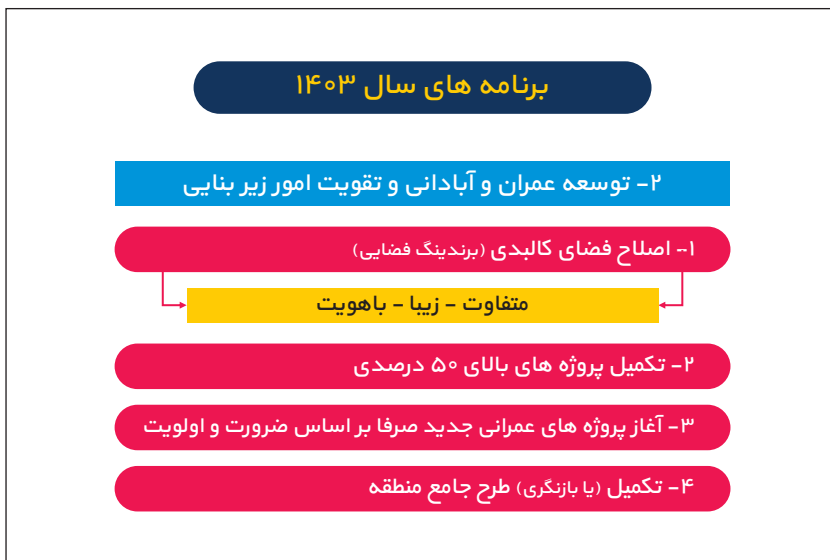 برنامه های سال ۱۴۰۳
۲- توسعه عمران و آبادانی و تقویت امور زیر بنایی
۱-- اصلاح فضای کالبدی (برندینگ فضایی)
متفاوت - زیبا - باهویت
۲- تکمیل پروژه های بالای ۵۰ درصدی
۳- آغاز پروژه های عمرانی جدید صرفا بر اساس ضرورت و اولویت
۴- تکمیل (یا بازنگری) طرح جامع منطقه